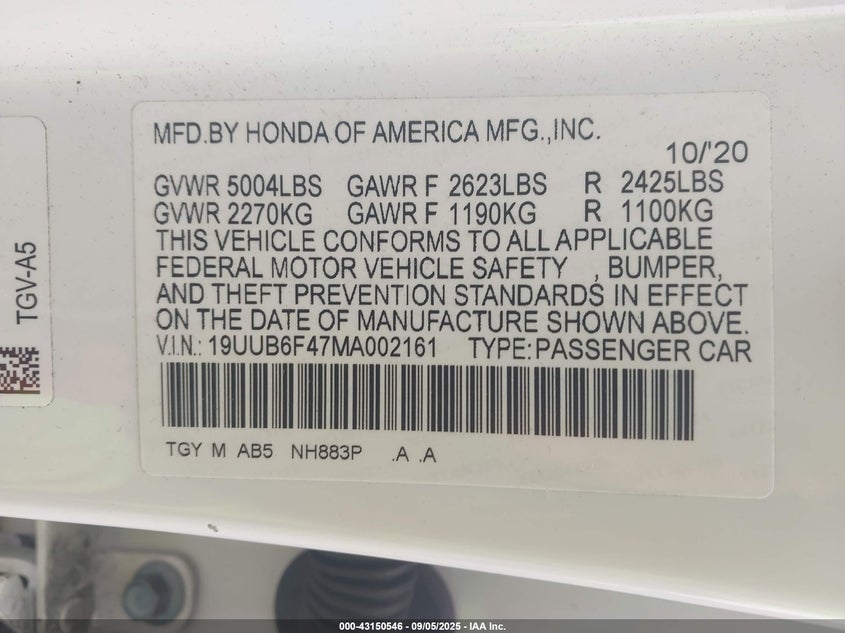 MFD.BY HONDA OF AMERICA MFG.,INC.
10/'20
GVWR 5004LBS GAWR F 2623LBS R 2425LBS
GVWR 2270KG GAWR F 1190KG R 1100KG
THIS VEHICLE CONFORMS TO ALL APPLICABLE
FEDERAL MOTOR VEHICLE SAFETY , BUMPER,
AND THEFT PREVENTION STANDARDS IN EFFECT
ON THE DATE OF MANUFACTURE SHOWN ABOVE.
V.I.N.: 19UUB6F47MA002161 TYPE:PASSENGER CAR
TGY M AB5 NH883P .A .A
TGV-A5
000-43150546 - 09/05/2025 - IAA Inc.